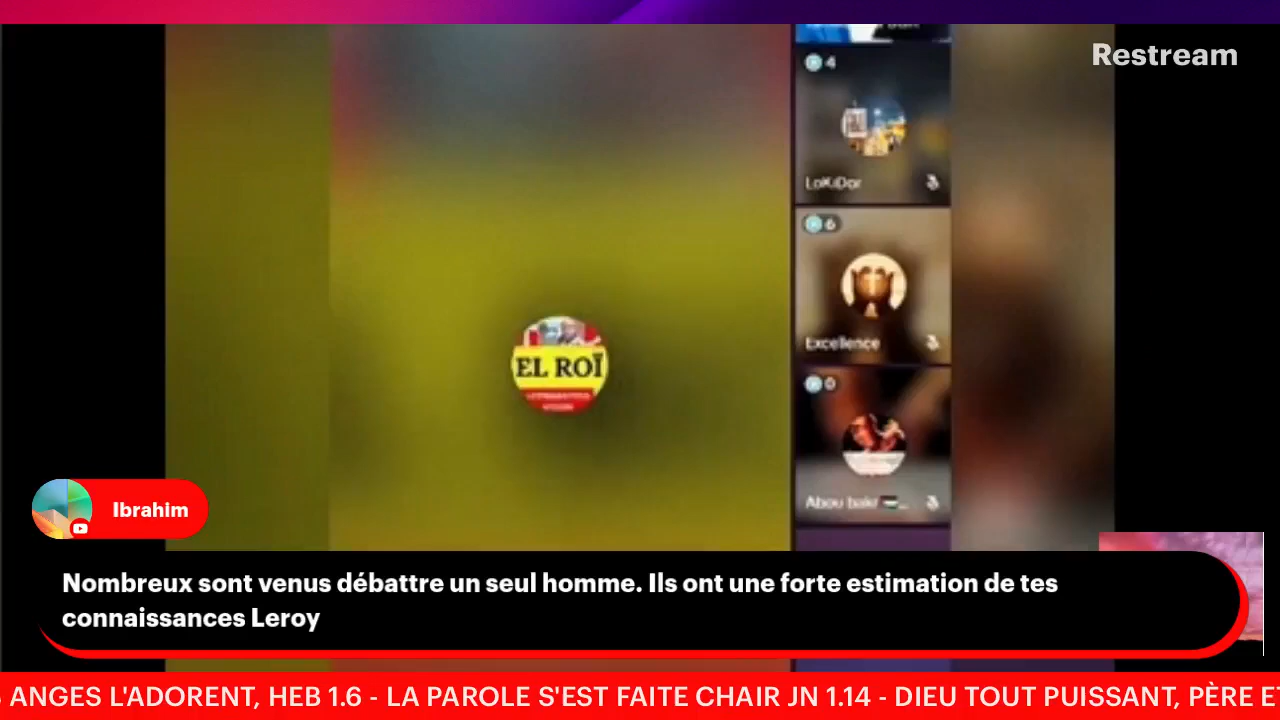 Restream
4
LoKiDor
6
Excellence
EL ROÏ
0
Abou bakr
Ibrahim
Nombreux sont venus débattre un seul homme. Ils ont une forte estimation de tes
connaissances Leroy
ANGES L'ADORENT, HEB 1.6 - LA PAROLE S'EST FAITE CHAIR JN 1.14 - DIEU TOUT PUISSANT, PÈRE ET